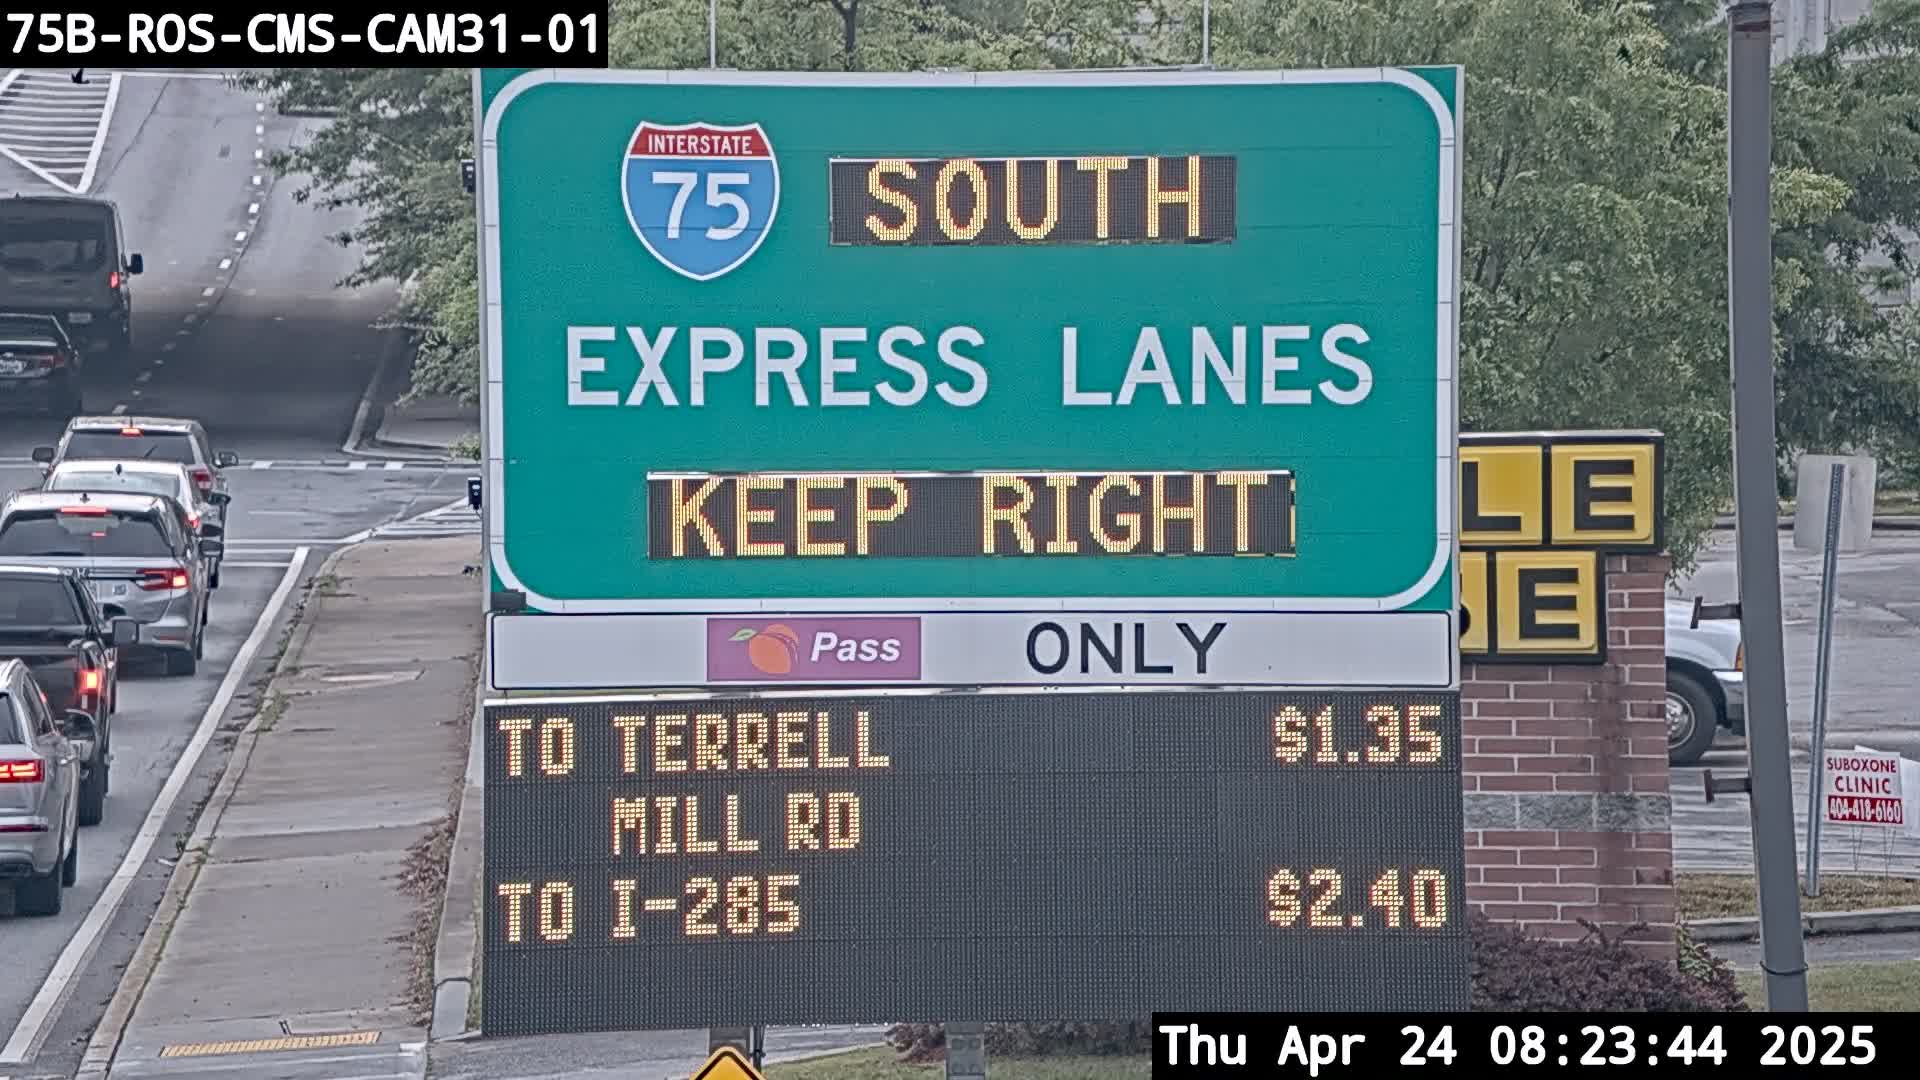 75B-ROS-CMS-CAM31-01
INTERSTATE
75
SOUTH
EXPRESS LANES
KEEP RIGHT
Pass
ONLY
TO TERRELL $1.35
MILL RD
TO I-285 $2.40
LE
E
SUBOXONE
CLINIC
404-418-6160
Thu Apr 24 08:23:44 2025